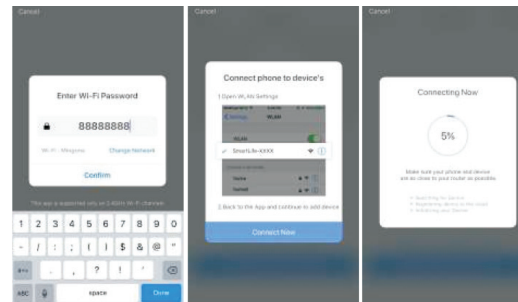 Cancel
Enter Wi-Fi Password
88888888
Change Network
Confirm
1 2 3 4 5 6 7 8 9 0
- / : ; ( ) $ & @ "
. , ? ! '
ABC space Done
Cancel
Connect phone to device's
1.Open WLAN Settings
WLAN
WLAN
SmartLife-XXXX
2.Back to the App and continue to add device
Connect Now
Cancel
Connecting Now
5%
Make sure your phone and device
are as close to your router as possible.